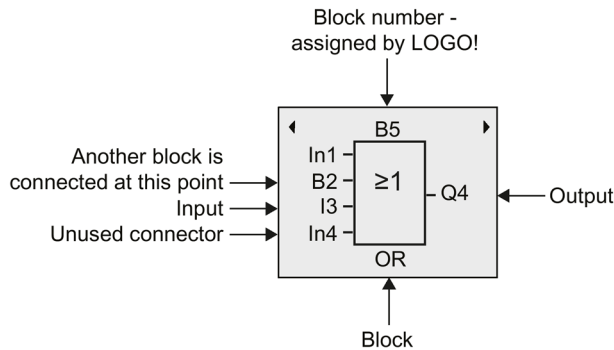 Block number -
assigned by LOGO!
B5
In1
Another block is
connected at this point
B2
≥1
Input
I3
Q4
Output
Unused connector
In4
OR
Block